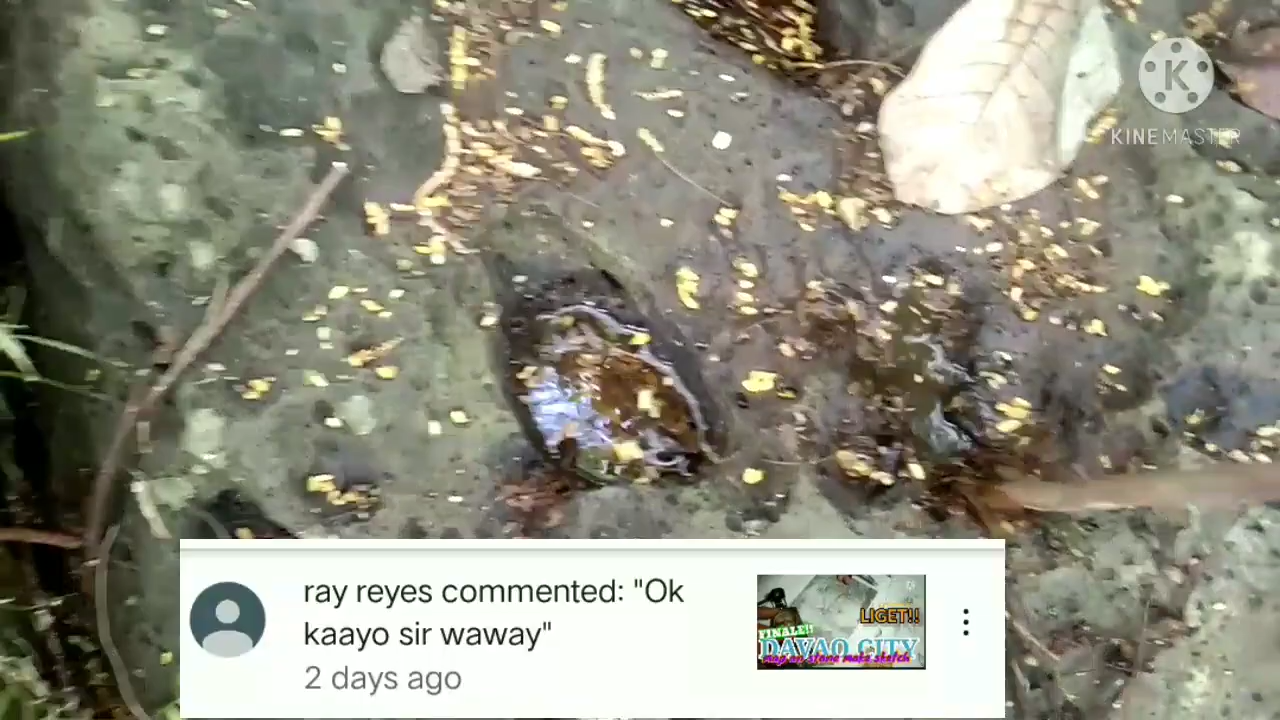 K
KINEMASTER
ray reyes commented: "Ok
kaayo sir waway"
2 days ago
LIGET!!
FINALE!!
DAVAO CITY